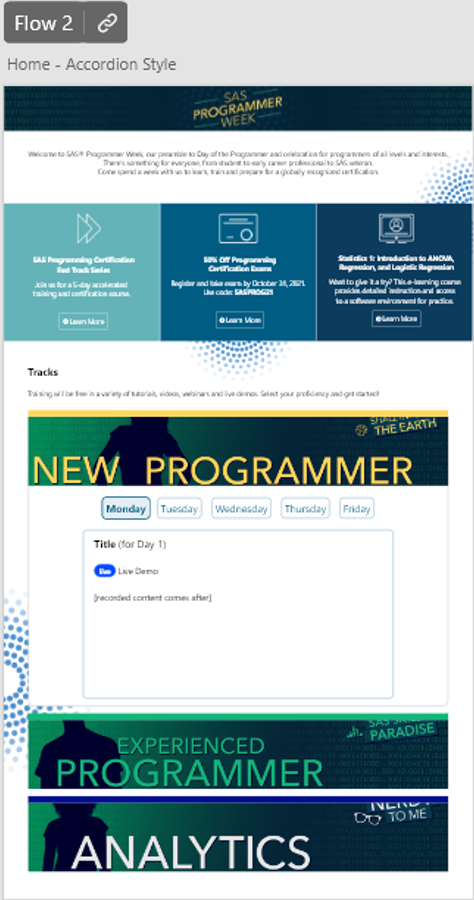 Flow 2
Home - Accordion Style
SAS
PROGRAMMER
WEEK
Welcome to SAS® Programmer Week, our preamble to Day of the Programmer and celebration for programmers of all levels and interests.
There's something for everyone, from student to early career professional to SAS veteran.
Come spend a week with us to learn, train and prepare for a globally recognized certification.
SAS Programming Certification
Fast Track Series
Join us for a 5-day accelerated
training and certification course.
Learn More
50% Off Programming
Certification Exams
Register and take exam by October 26, 2021.
Use code:
Learn More
Statistics 1: Introduction to ANOVA,
Regression, and Logistic Regression
Want to give it a try? This e-learning course
provides detailed instruction and access
to a software environment for practice.
Learn More
Tracks
Training will be free in a variety of tutorials, videos, webinars and live demos. Select your proficiency and get started!
THE EARTH
NEW PROGRAMMER
Monday Tuesday Wednesday Thursday Friday
Title (for Day 1)
live Live Demo
[recorded content comes after]
PARADISE
EXPERIENCED
PROGRAMMER
NERDY
TO ME
ANALYTICS